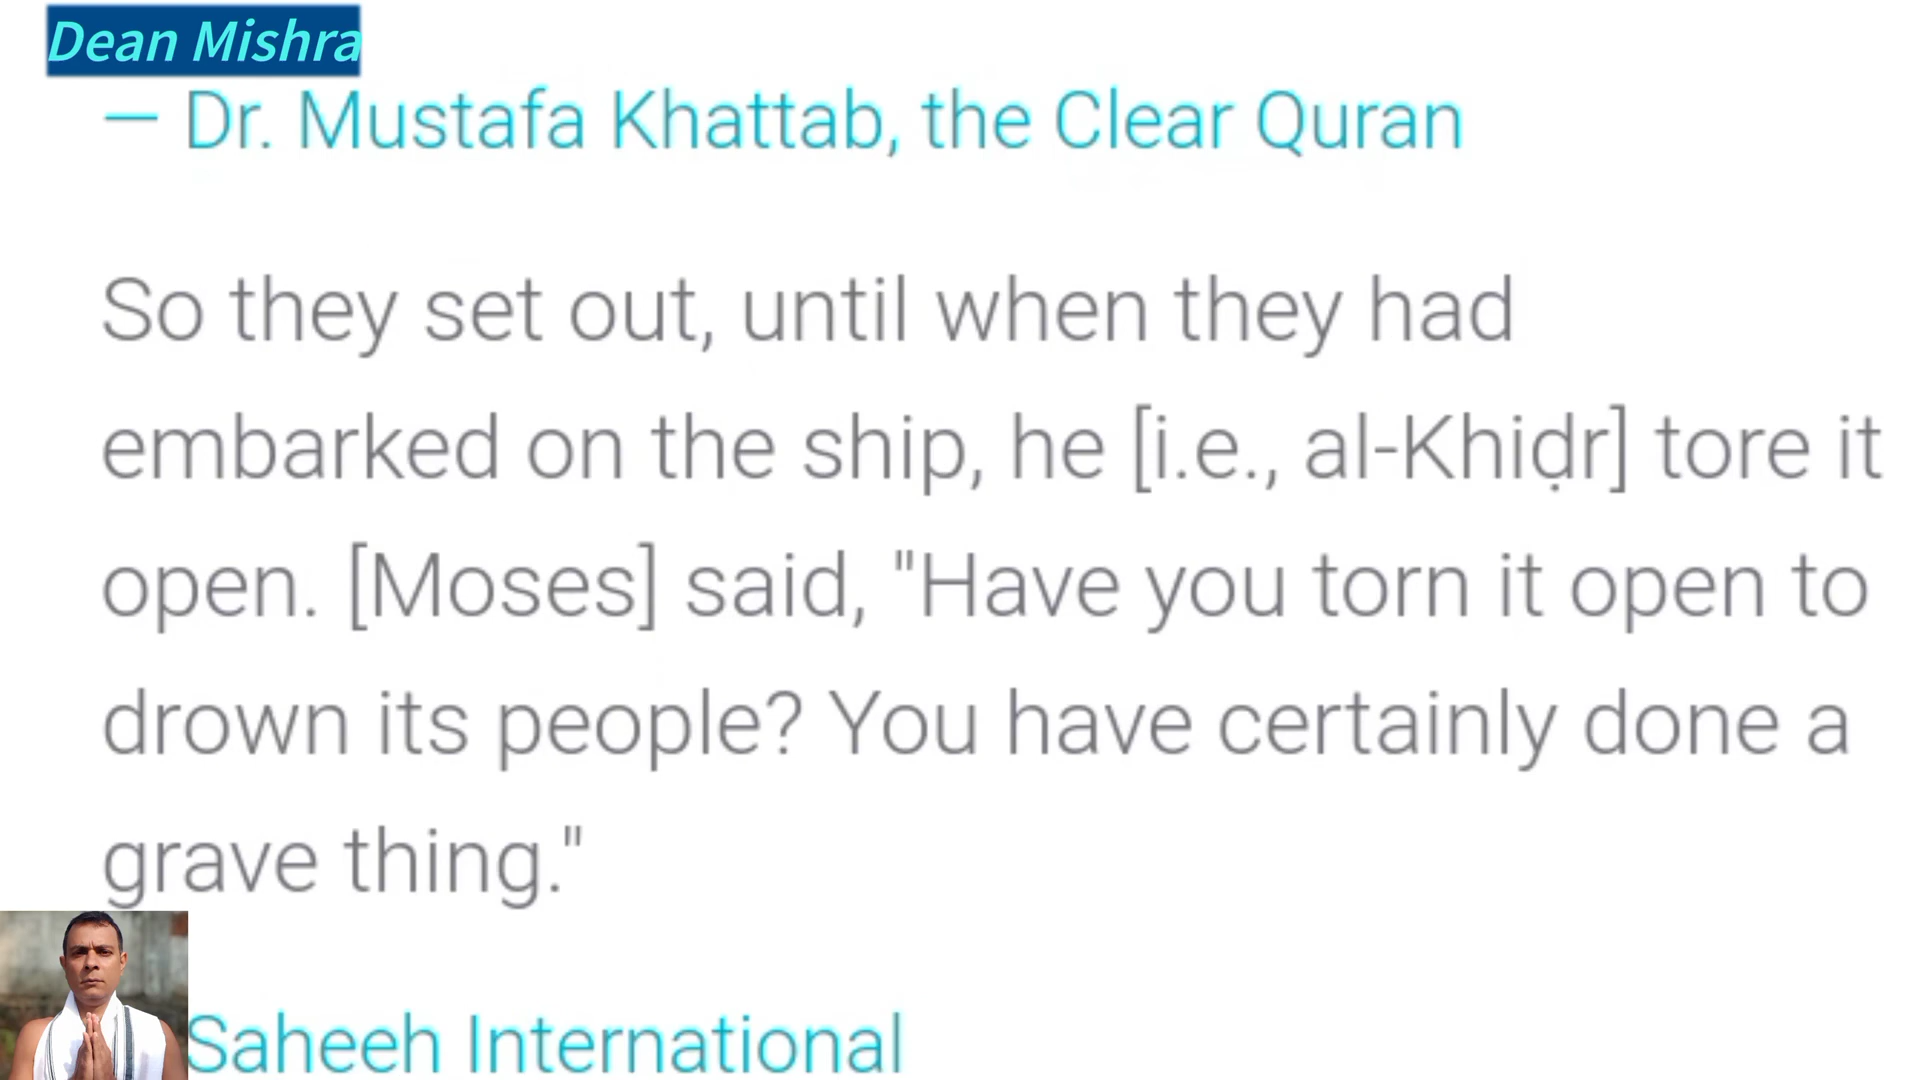 Dean Mishra
— Dr. Mustafa Khattab, the Clear Quran
So they set out, until when they had
embarked on the ship, he [i.e., al-Khiḍr] tore it
open. [Moses] said, "Have you torn it open to
drown its people? You have certainly done a
grave thing."
Saheeh International